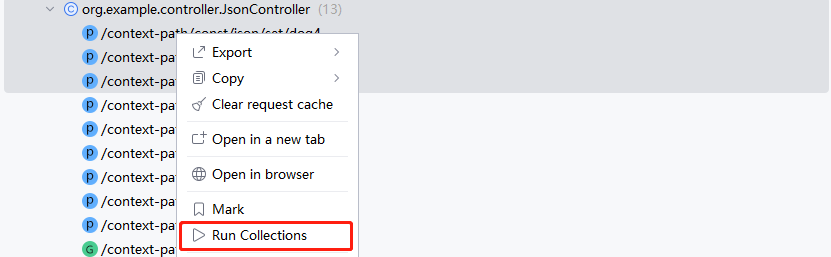 C org.example.controller.JsonController (13)
p /context-path/const/json/set/dog4
p /context-pat
Export
p /context-pat
Copy
p /context-pat
Clear request cache
p /context-pat
Open in a new tab
p /context-pat
p /context-pat
Open in browser
p /context-pat
Mark
p /context-pat
Run Collections
G /context-pat